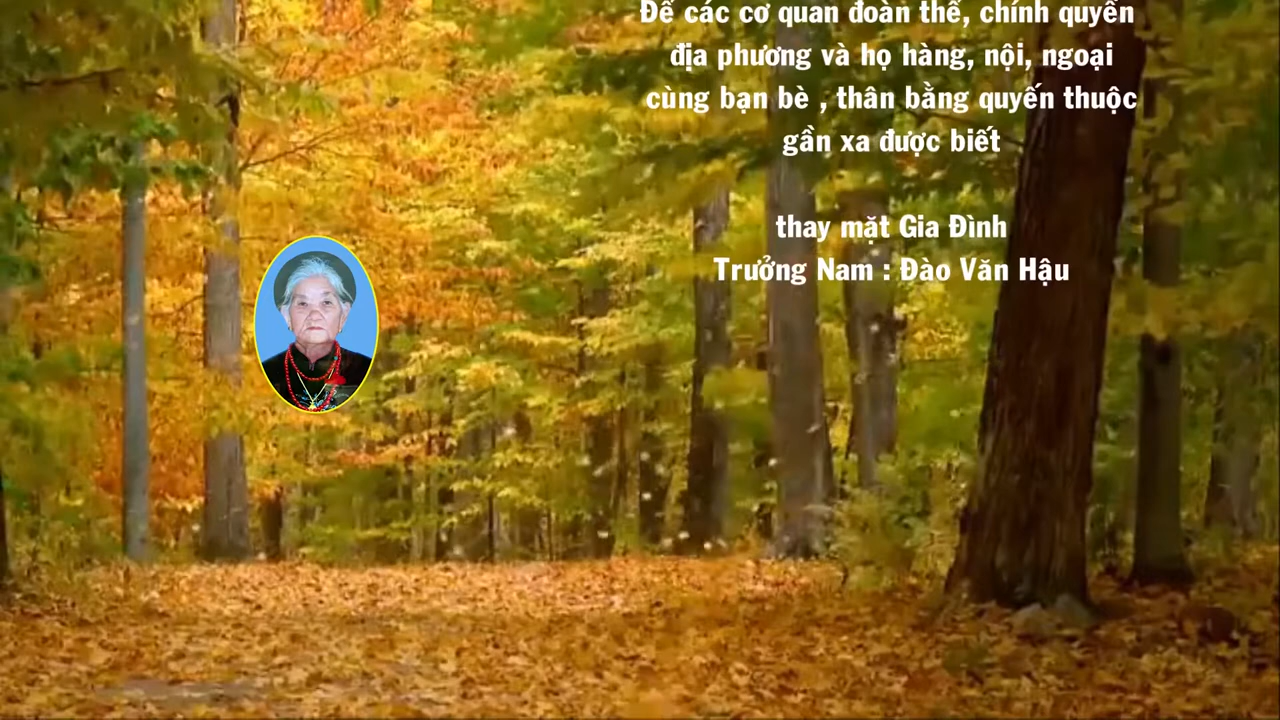 Để các cơ quan đoàn thể, chính quyền
địa phương và họ hàng, nội, ngoại
cùng bạn bè , thân bằng quyến thuộc
gần xa được biết
thay mặt Gia Đình
Trưởng Nam : Đào Văn Hậu